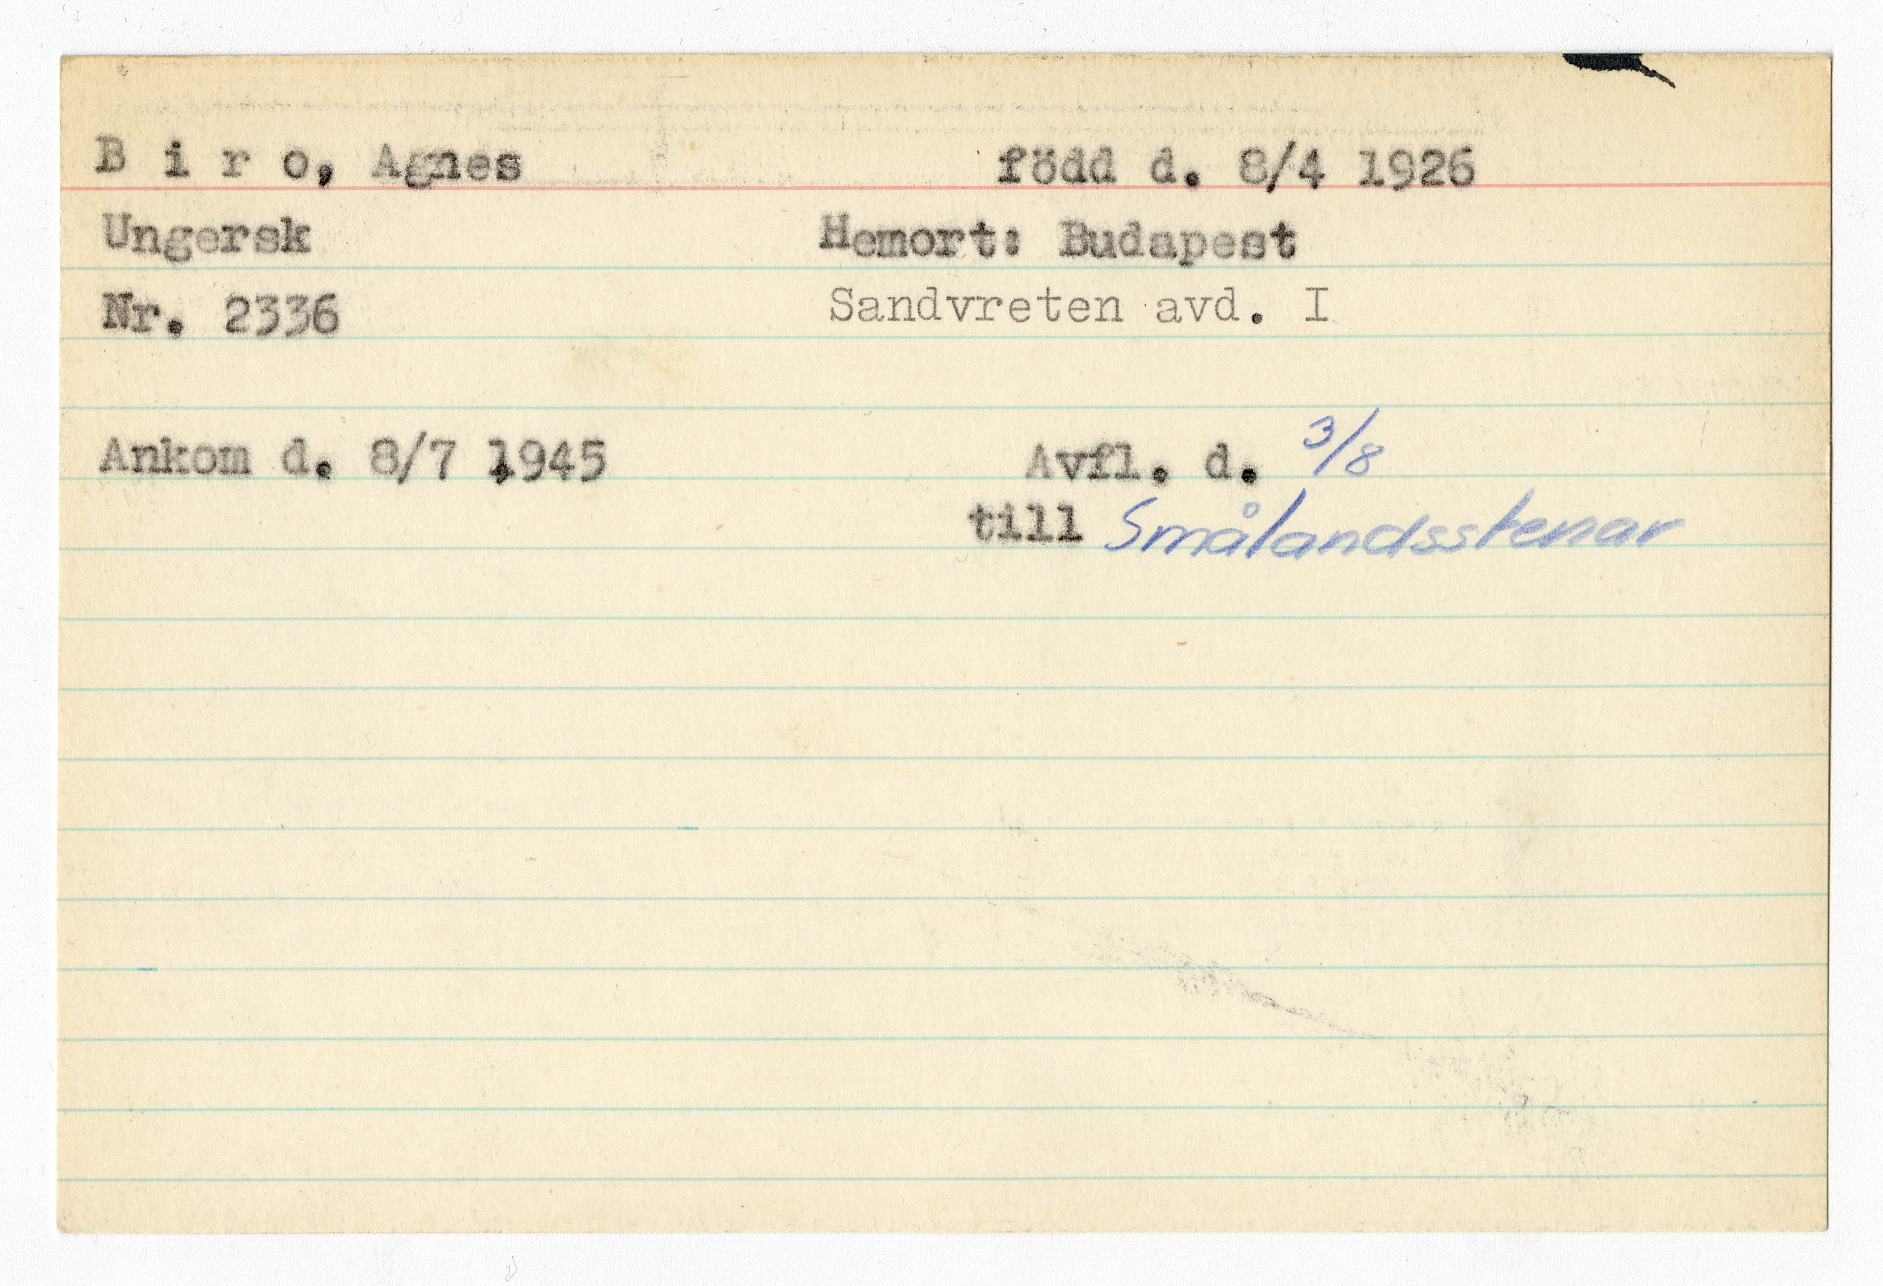 B i r o, Agnes född d. 8/4 1926
Ungersk Hemort: Budapest
Nr. 2336 Sandvreten avd. I
Ankom d. 8/7 1945 Avfl. d. 3/8
till Smålandsstenar